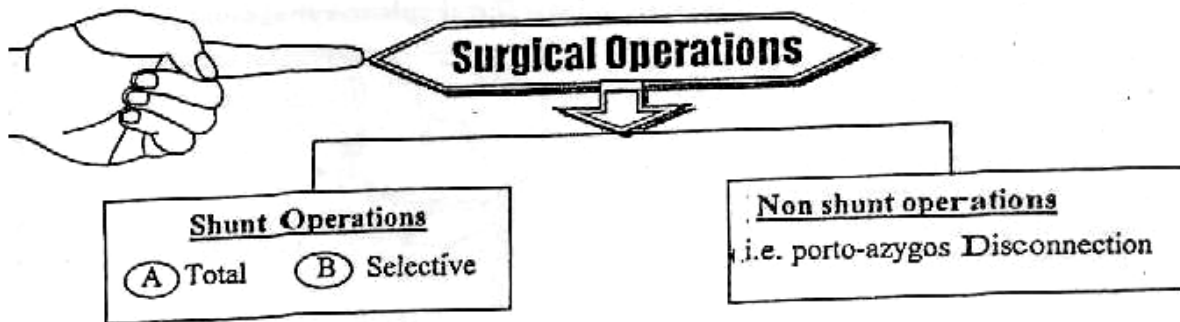 Surgical Operations
Shunt Operations
A Total B Selective
Non shunt operations
i.e. porto-azygos Disconnection